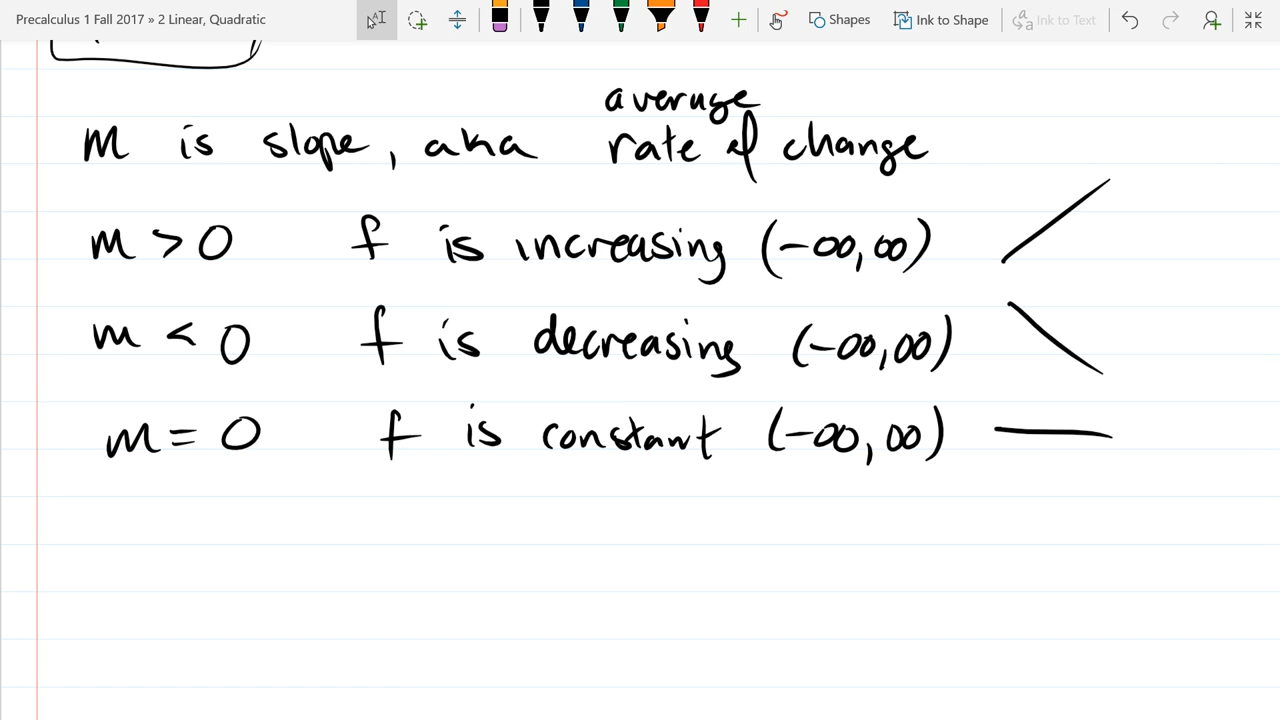 Precalculus 1 Fall 2017 » 2 Linear, Quadratic
Shapes Ink to Shape Ink to Text
average
m is slope, aka rate of change
m > 0 f is increasing (-∞,∞)
m < 0 f is decreasing (-∞,∞)
m = 0 f is constant (-∞,∞)